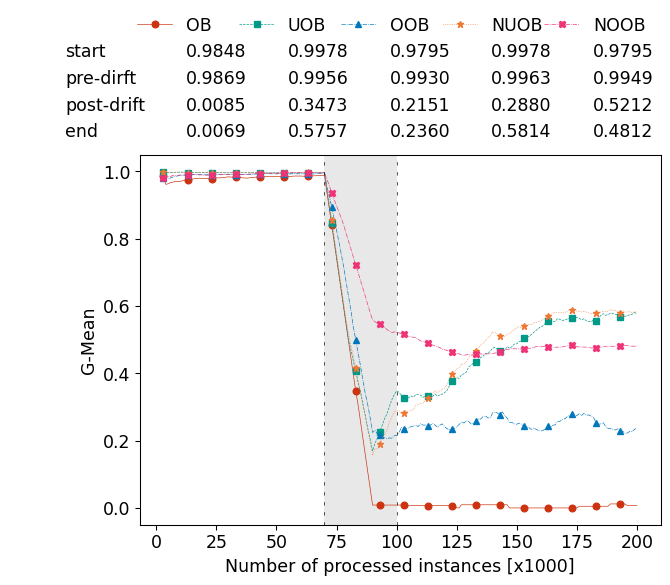 OB UOB OOB NUOB NOOB
start 0.9848 0.9978 0.9795 0.9978 0.9795
pre-dirft 0.9869 0.9956 0.9930 0.9963 0.9949
post-drift 0.0085 0.3473 0.2151 0.2880 0.5212
end 0.0069 0.5757 0.2360 0.5814 0.4812
1.0
0.8
0.6
0.4
0.2
0.0
G-Mean
0 25 50 75 100 125 150 175 200
Number of processed instances [x1000]